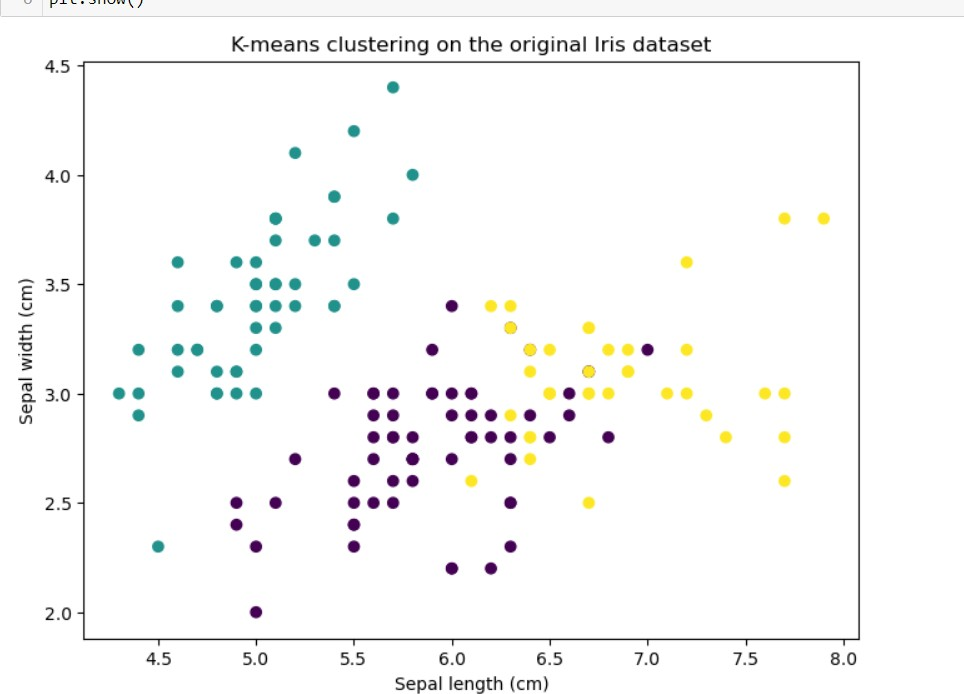 plt.show()
K-means clustering on the original Iris dataset
4.5
4.0
3.5
3.0
2.5
2.0
Sepal width (cm)
4.5 5.0 5.5 6.0 6.5 7.0 7.5 8.0
Sepal length (cm)